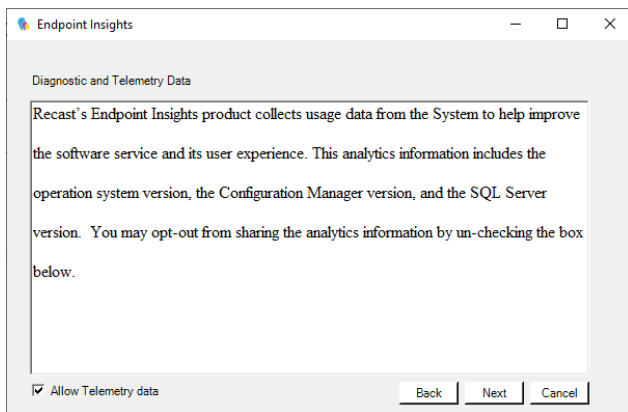 Endpoint Insights
Diagnostic and Telemetry Data
Recast's Endpoint Insights product collects usage data from the System to help improve
the software service and its user experience. This analytics information includes the
operation system version, the Configuration Manager version, and the SQL Server
version.  You may opt-out from sharing the analytics information by un-checking the box
below.
Allow Telemetry data
Back Next Cancel